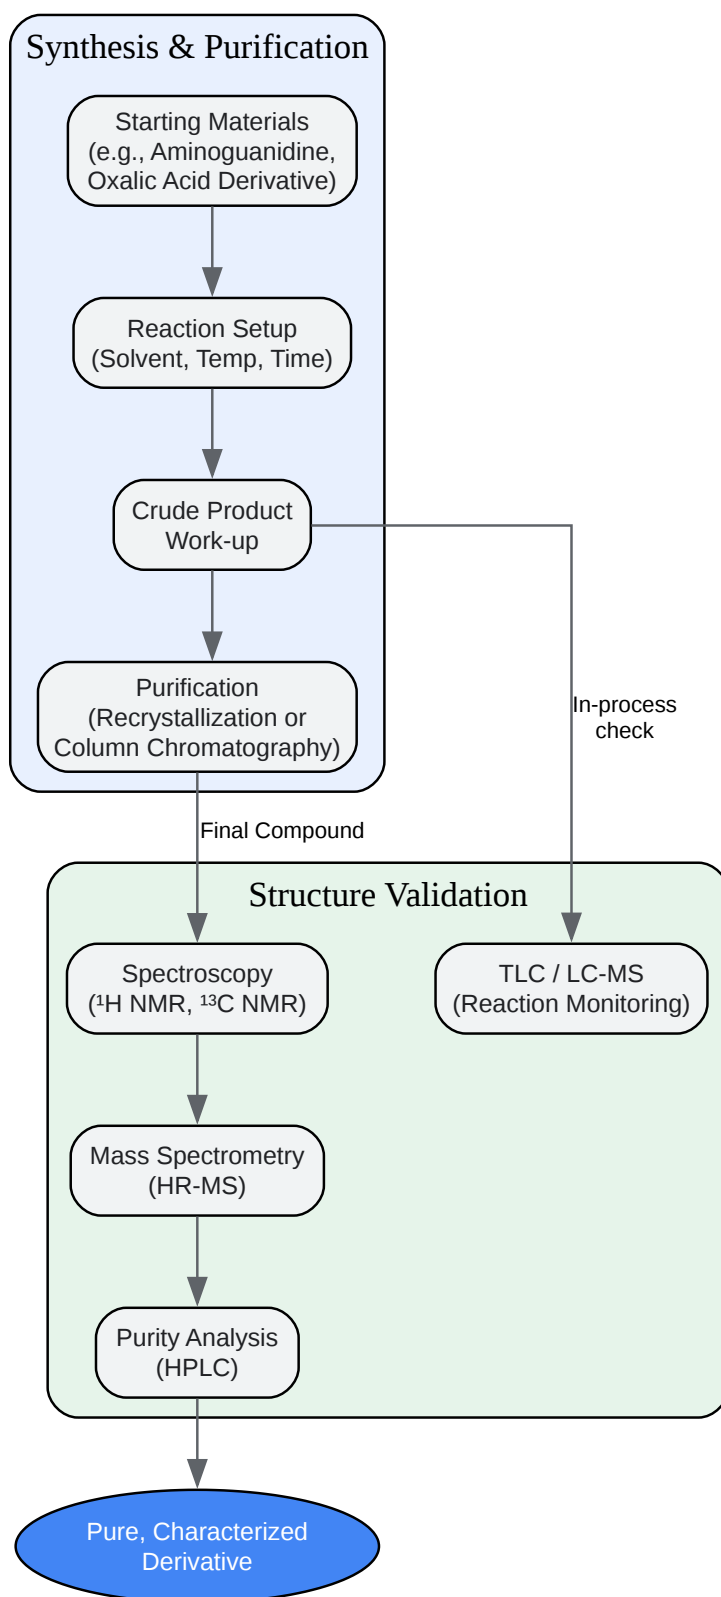 Synthesis & Purification
Starting Materials
(e.g., Aminoguanidine,
Oxalic Acid Derivative)
Reaction Setup
(Solvent, Temp, Time)
Crude Product
Work-up
Purification
(Recrystallization or
Column Chromatography)
In-process
check
Final Compound
Structure Validation
Spectroscopy
(¹H NMR, ¹³C NMR)
TLC / LC-MS
(Reaction Monitoring)
Mass Spectrometry
(HR-MS)
Purity Analysis
(HPLC)
Pure, Characterized
Derivative